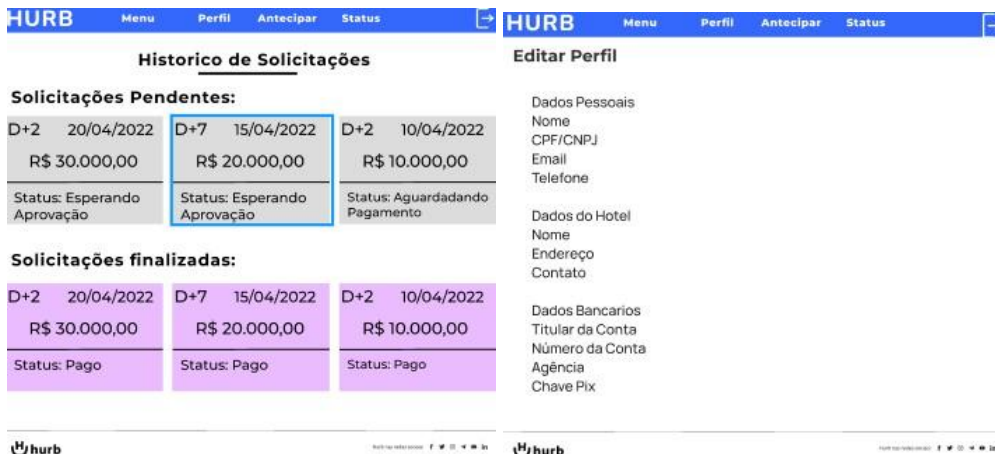 HURB Menu Perfil Antecipar Status
Historico de Solicitações
Solicitações Pendentes:
D+2 20/04/2022
R$ 30.000,00
Status: Esperando
Aprovação
D+7 15/04/2022
R$ 20.000,00
Status: Esperando
Aprovação
D+2 10/04/2022
R$ 10.000,00
Status: Aguardadando
Pagamento
Solicitações finalizadas:
D+2 20/04/2022
R$ 30.000,00
Status: Pago
D+7 15/04/2022
R$ 20.000,00
Status: Pago
D+2 10/04/2022
R$ 10.000,00
Status: Pago
hurb
HURB Menu Perfil Antecipar Status
Editar Perfil
Dados Pessoais
Nome
CPF/CNPJ
Email
Telefone
Dados do Hotel
Nome
Endereço
Contato
Dados Bancarios
Titular da Conta
Número da Conta
Agência
Chave Pix
hurb